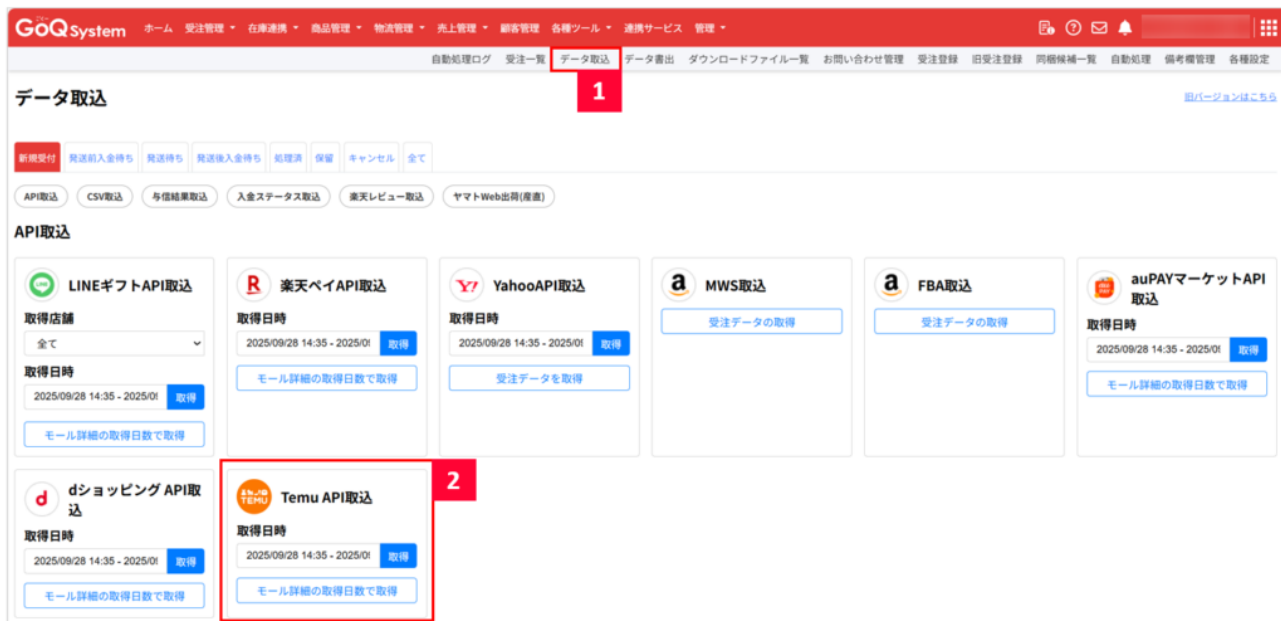 GoQSystem ホーム 受注管理 在庫連携 商品管理 物流管理 売上管理 顧客管理 各種ツール 連携サービス 管理
自動処理ログ 受注一覧 データ取込 データ書出 ダウンロードファイル一覧 お問い合わせ管理 受注登録 旧受注登録 同梱候補一覧 自動処理 備考欄管理 各種設定
1
データ取込
旧バージョンはこちら
新規受付 発送前入金待ち 発送待ち 発送後入金待ち 処理済 保留 キャンセル 全て
API取込 CSV取込 与信結果取込 入金ステータス取込 楽天レビュー取込 ヤマトWeb出荷(産直)
API取込
LINE
LINEギフトAPI取込
取得店舗
全て
取得日時
2025/09/28 14:35 - 2025/0 取得
モール詳細の取得日数で取得
R 楽天ペイAPI取込
取得日時
2025/09/28 14:35 - 2025/0 取得
モール詳細の取得日数で取得
Y! YahooAPI取込
取得日時
2025/09/28 14:35 - 2025/0 取得
受注データを取得
a MWS取込
受注データの取得
a FBA取込
受注データの取得
auPAYマーケットAPI
取込
取得日時
2025/09/28 14:35 - 2025/0 取得
モール詳細の取得日数で取得
d dショッピング API取
込
取得日時
2025/09/28 14:35 - 2025/0 取得
モール詳細の取得日数で取得
2
TEMU Temu API取込
取得日時
2025/09/28 14:35 - 2025/0 取得
モール詳細の取得日数で取得